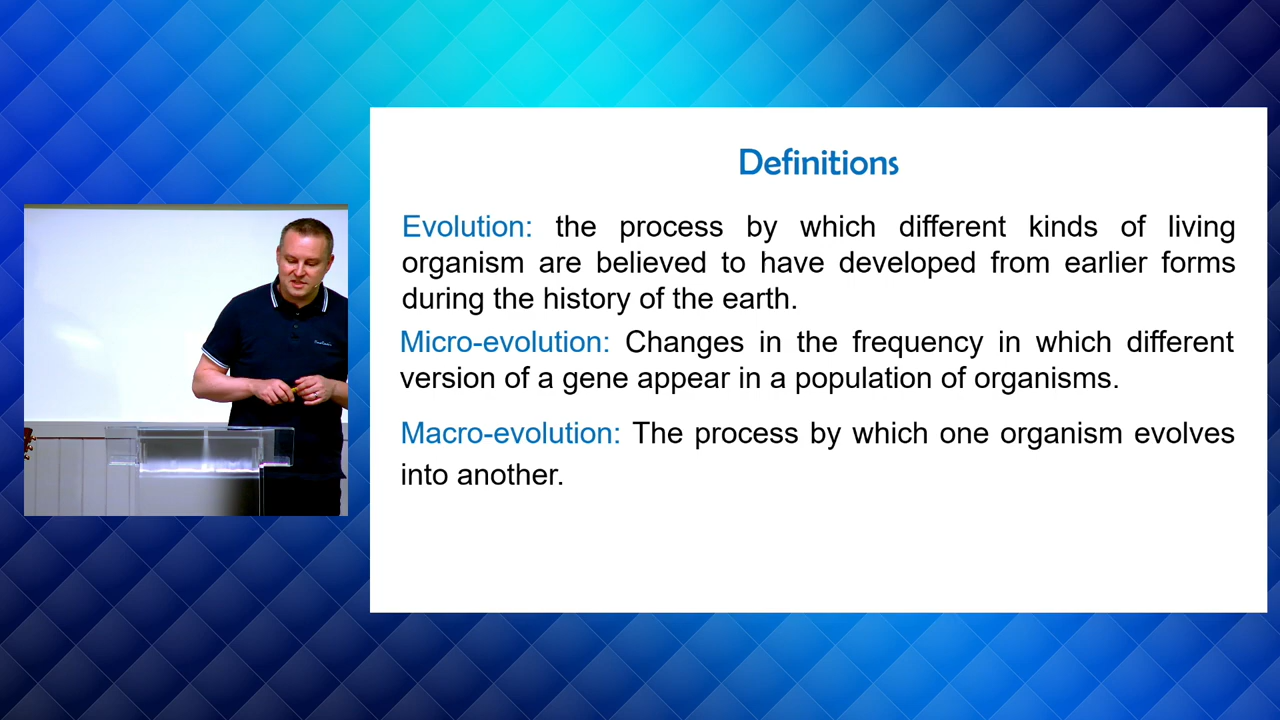 Definitions
Evolution: the process by which different kinds of living
organism are believed to have developed from earlier forms
during the history of the earth.
Micro-evolution: Changes in the frequency in which different
version of a gene appear in a population of organisms.
Macro-evolution: The process by which one organism evolves
into another.